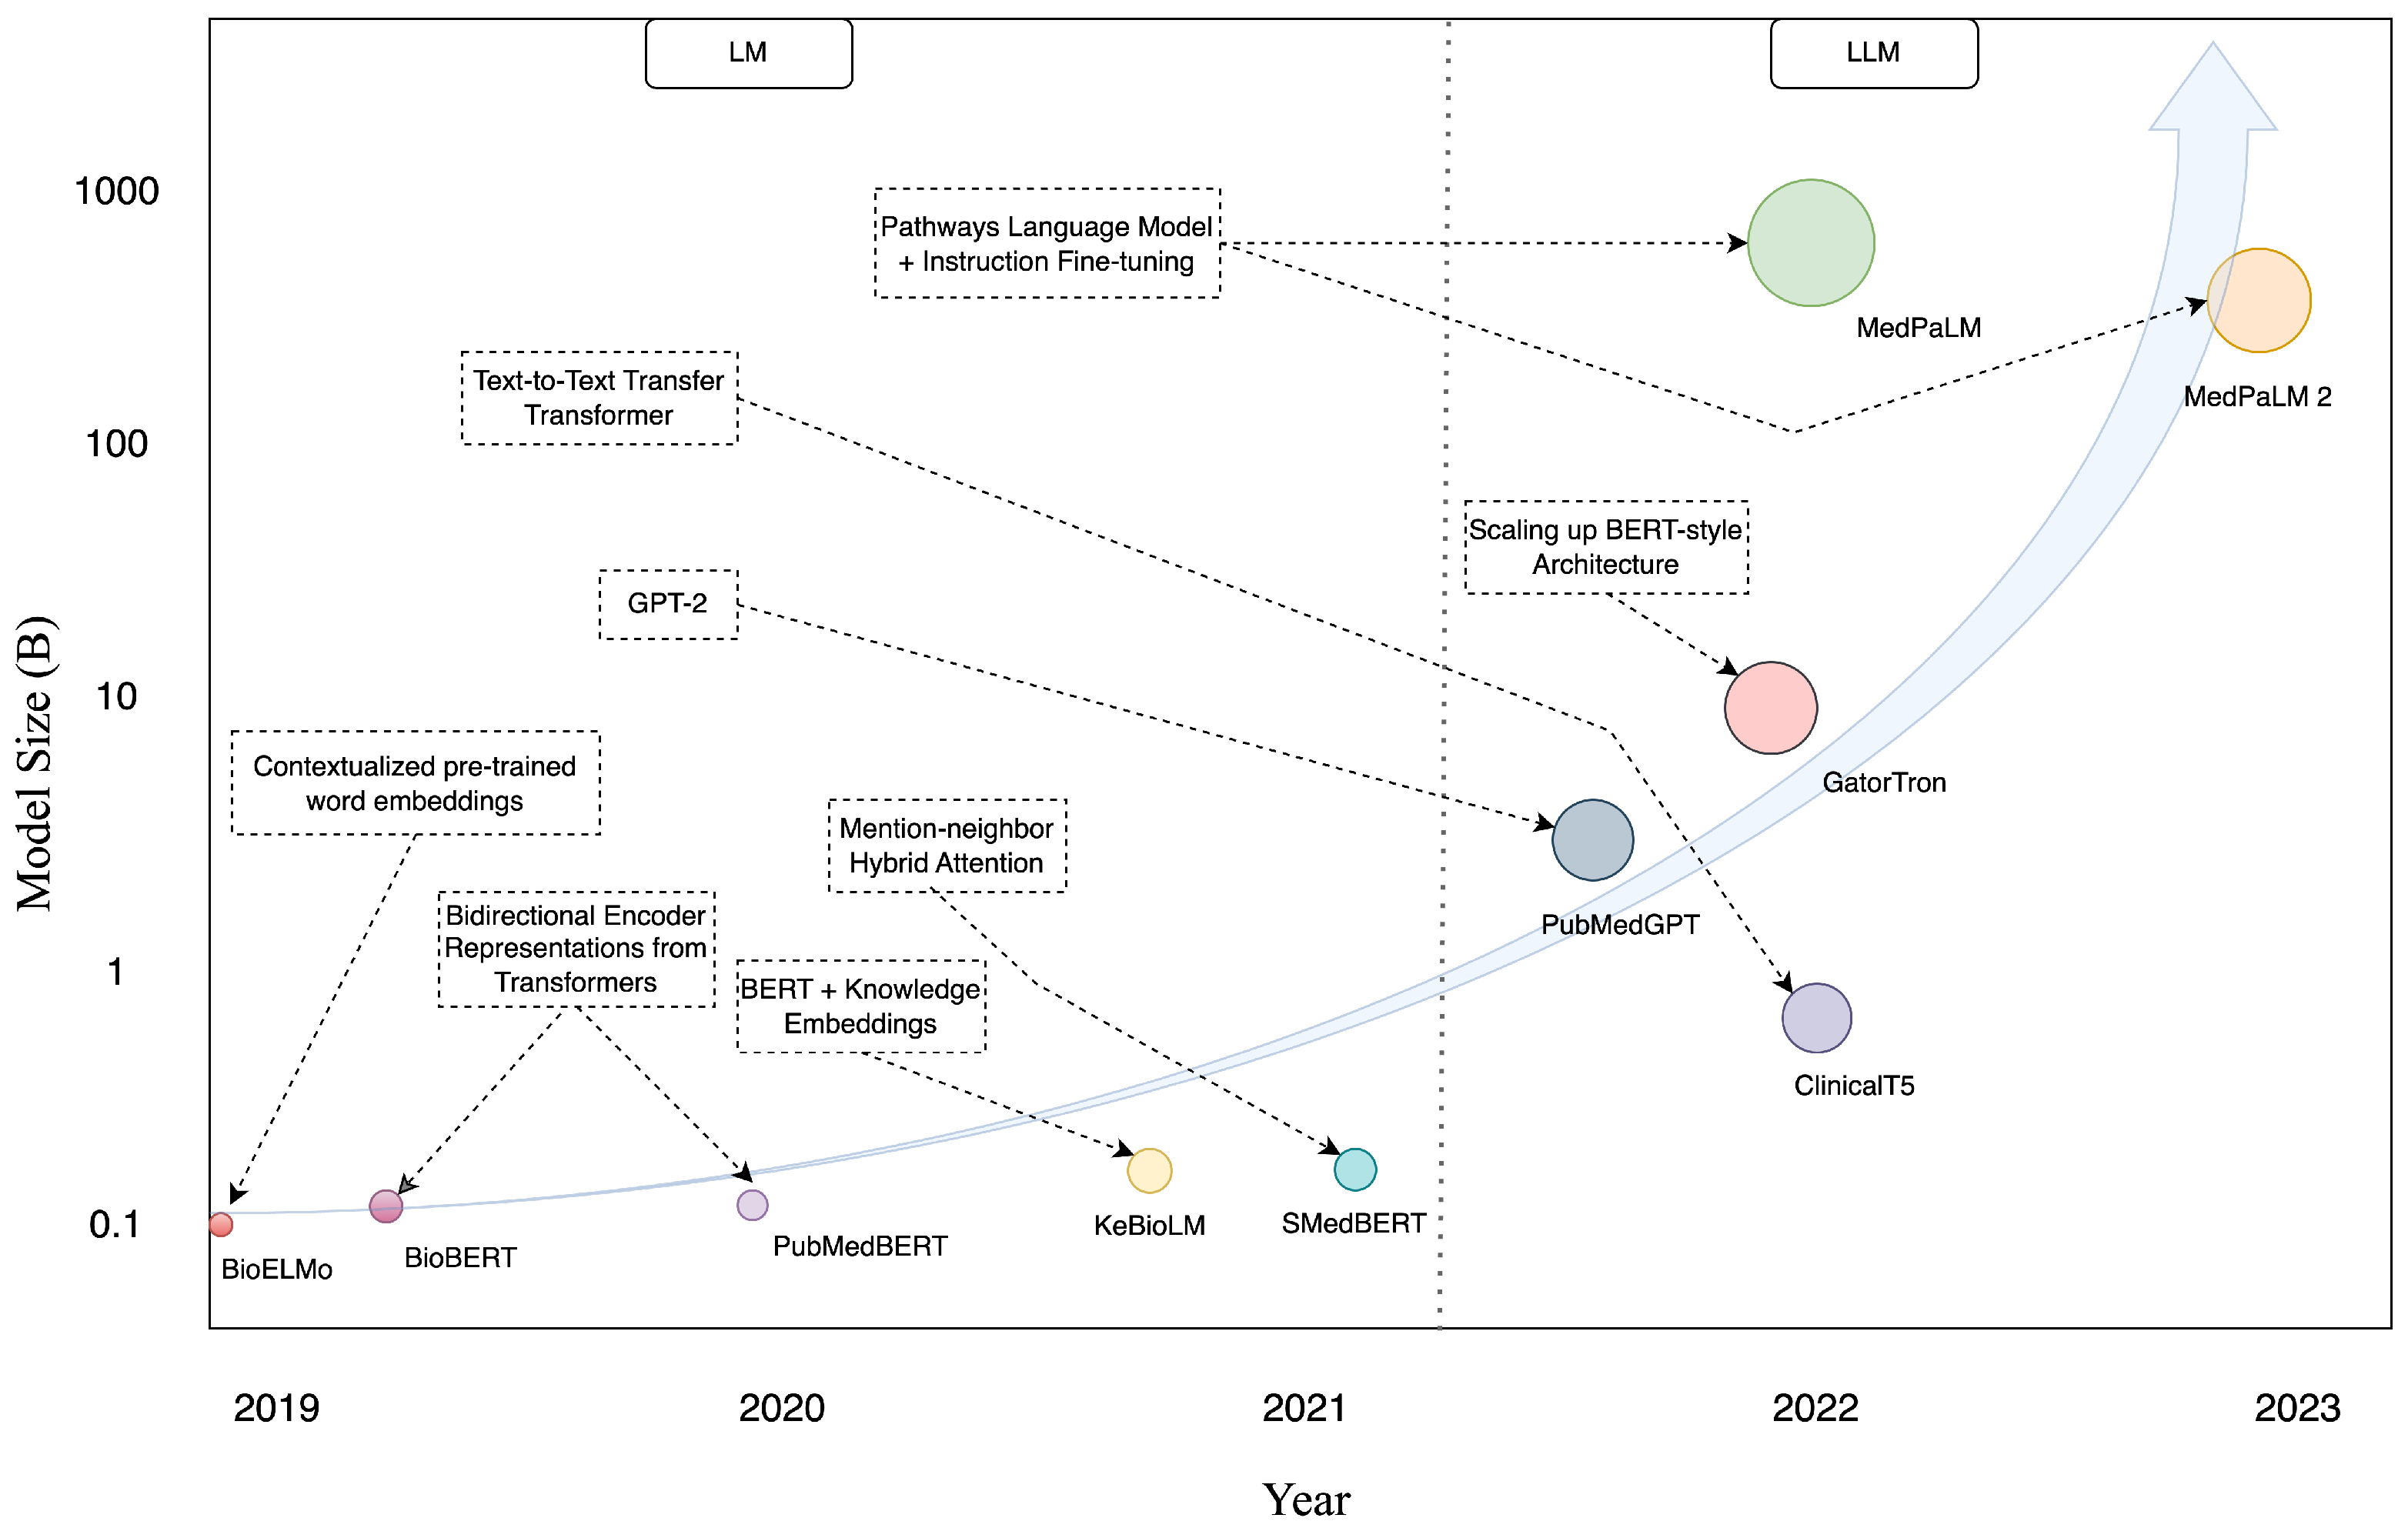 LM
LLM
1000
Pathways Language Model
+ Instruction Fine-tuning
MedPaLM
Text-to-Text Transfer
Transformer
MedPaLM 2
100
Scaling up BERT-style
Architecture
GPT-2
Model Size (B)
10
Contextualized pre-trained
word embeddings
GatorTron
Mention-neighbor
Hybrid Attention
Bidirectional Encoder
Representations from
Transformers
PubMedGPT
1
BERT + Knowledge
Embeddings
ClinicalT5
0.1
KeBioLM
SMedBERT
PubMedBERT
BioBERT
BioELMo
2019
2020
2021
2022
2023
Year